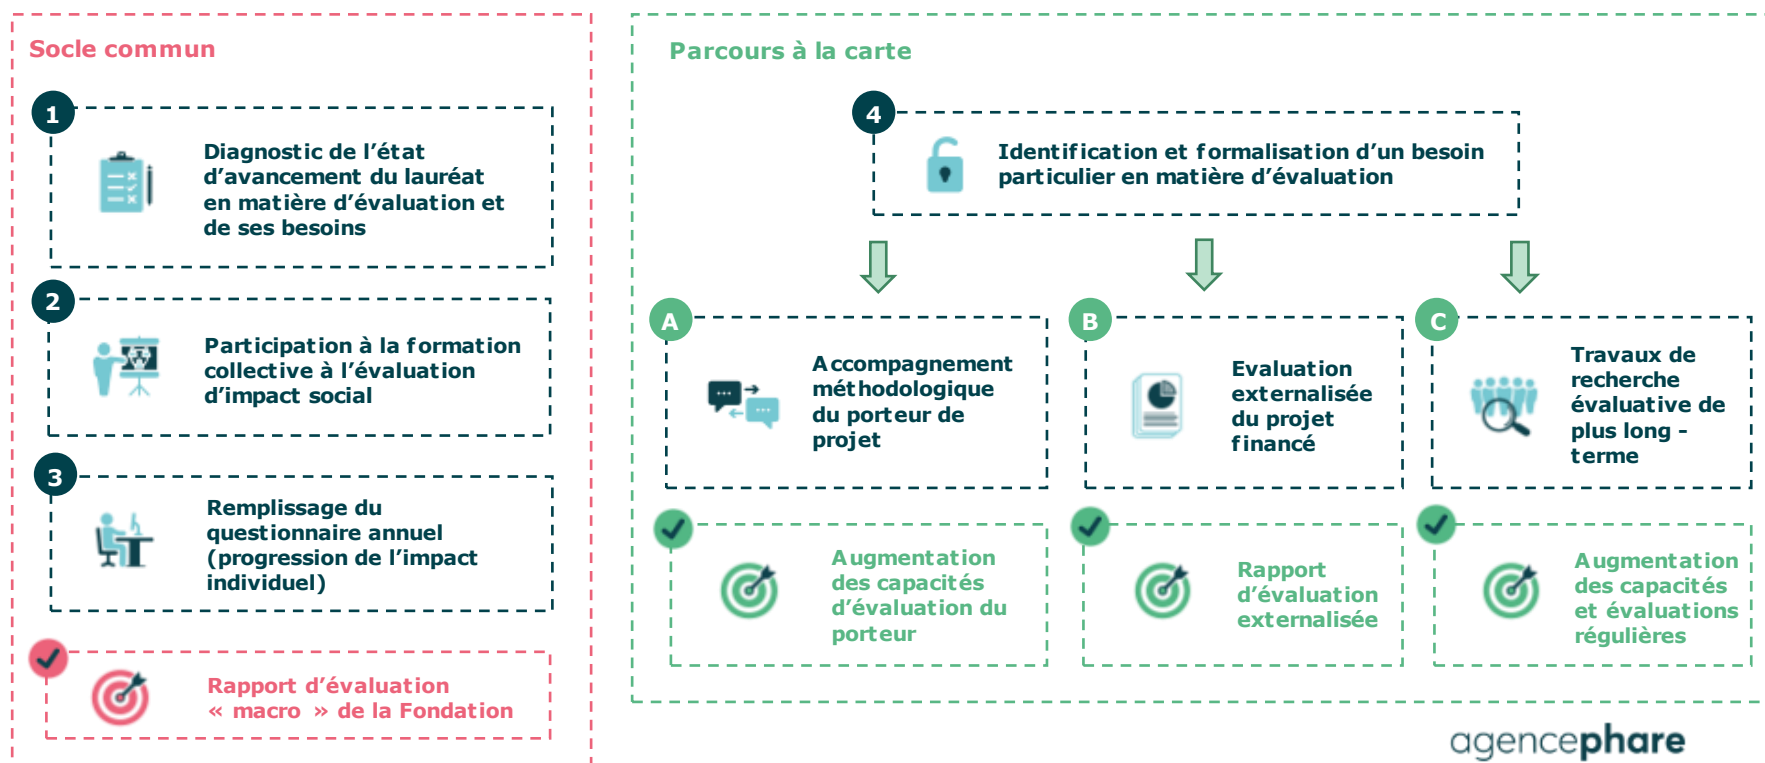 Socle commun
1
Diagnostic de l’état
d’avancement du lauréat
en matière d’évaluation et
de ses besoins
2
Participation à la formation
collective à l’évaluation
d’impact social
3
Remplissage du
questionnaire annuel
(progression de l’impact
individuel)
Rapport d’évaluation
« macro » de la Fondation
Parcours à la carte
4
Identification et formalisation d’un besoin
particulier en matière d’évaluation
A
Accompagnement
méthodologique
du porteur de
projet
B
Evaluation
externalisée
du projet
financé
C
Travaux de
recherche
évaluative de
plus long -
terme
Augmentation
des capacités
d’évaluation du
porteur
Rapport
d’évaluation
externalisée
Augmentation
des capacités
et évaluations
régulières
agencephare